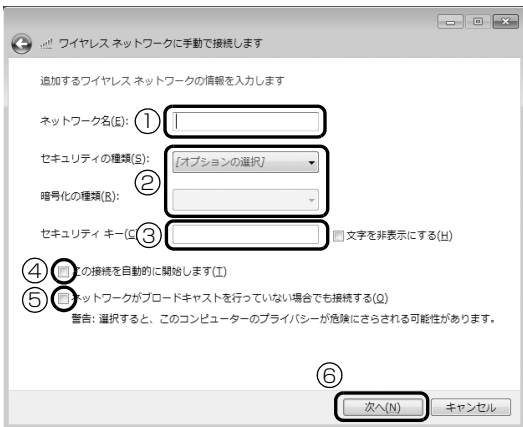 ワイヤレス ネットワークに手動で接続します
追加するワイヤレス ネットワークの情報を入力します
ネットワーク名(E): ①
セキュリティの種類(S): [オプションの選択]
②
暗号化の種類(R):
セキュリティ キー(C ③ 文字を非表示にする(H)
④ この接続を自動的に開始します(T)
⑤ ネットワークがブロードキャストを行っていない場合でも接続する(O)
警告: 選択すると、このコンピューターのプライバシーが危険にさらされる可能性があります。
⑥
次へ(N) キャンセル